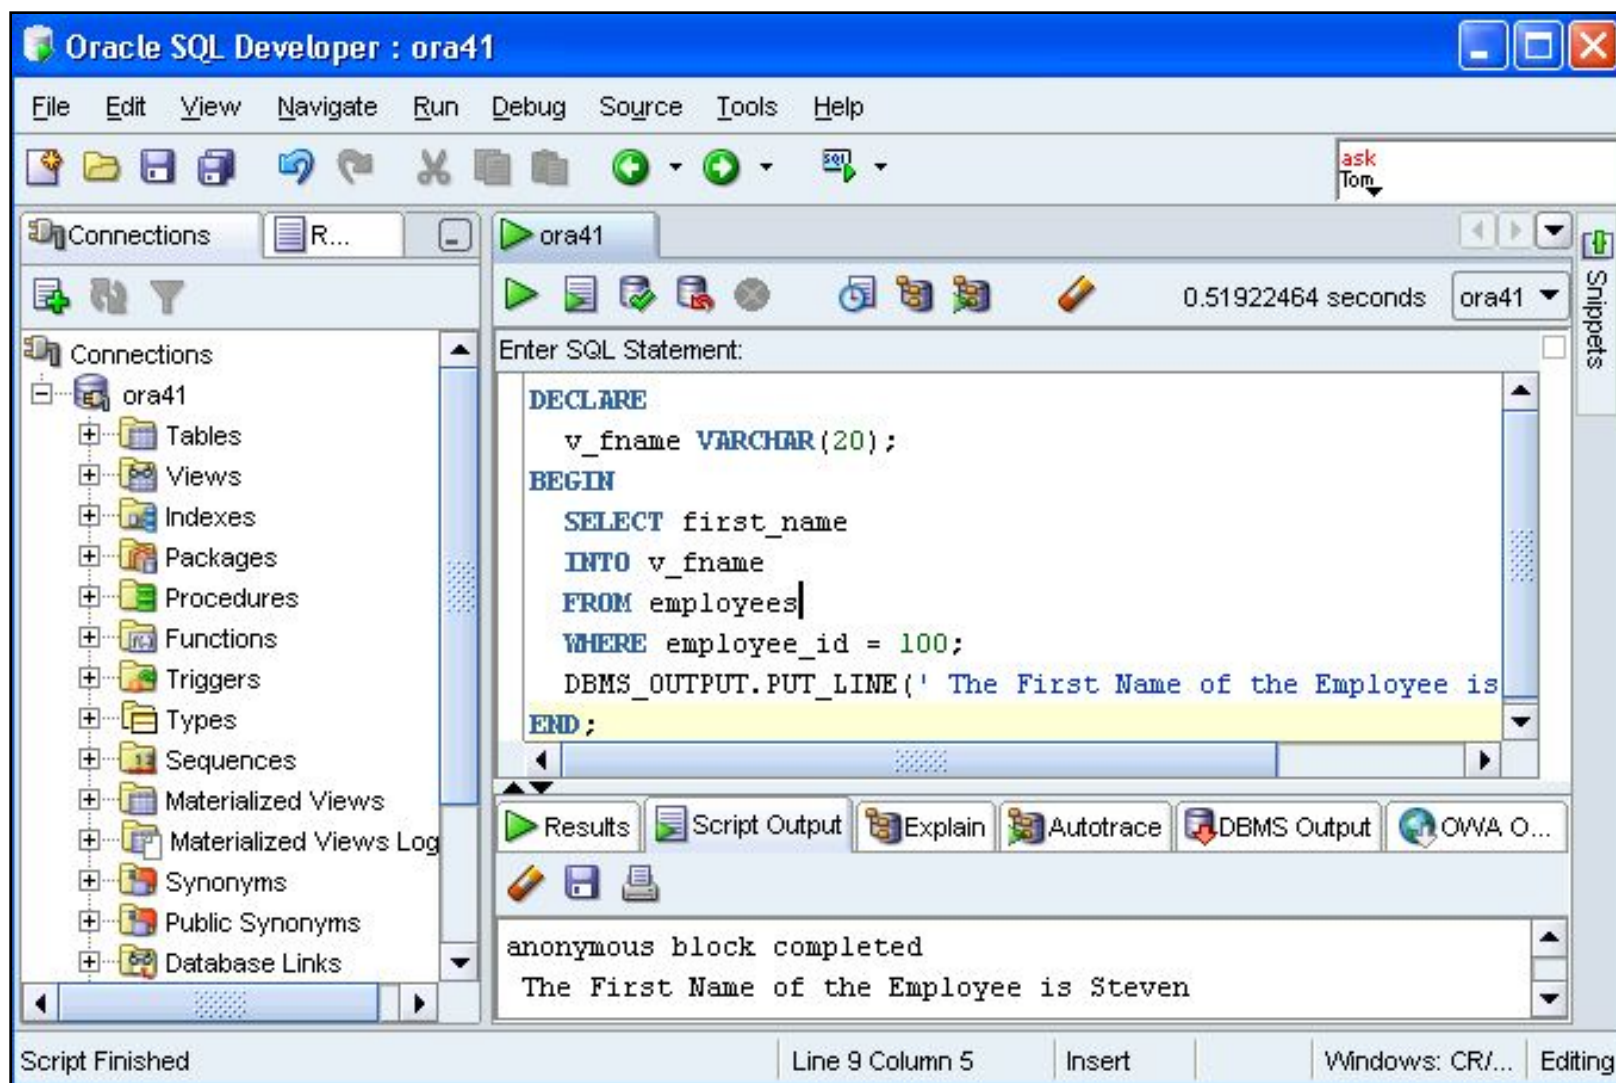 Oracle SQL Developer : ora41
File Edit View Navigate Run Debug Source Tools Help
SQL
ask
Tom
Connections
R...
ora41
0.51922464 seconds
ora41
Snippets
Connections
ora41
Tables
Views
Indexes
Packages
Procedures
Functions
Triggers
Types
Sequences
Materialized Views
Materialized Views Log
Synonyms
Public Synonyms
Database Links
Enter SQL Statement:
DECLARE
v_fname VARCHAR(20);
BEGIN
SELECT first_name
INTO v_fname
FROM employees
WHERE employee_id = 100;
DBMS_OUTPUT.PUT_LINE(' The First Name of the Employee is
END;
Results Script Output Explain Autotrace DBMS Output OWA O...
anonymous block completed
The First Name of the Employee is Steven
Script Finished Line 9 Column 5 Insert Windows: CR/... Editing